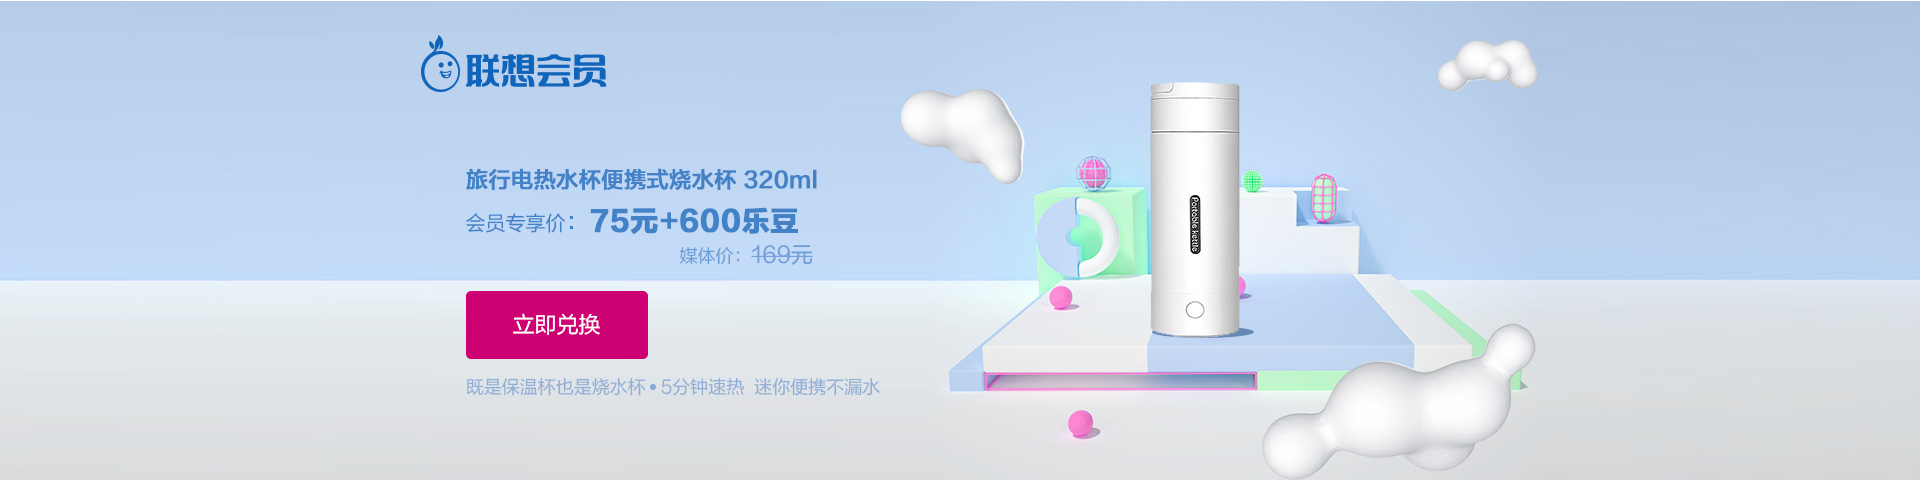 联想会员
旅行电热水杯便携式烧水杯 320ml
会员专享价：75元+600乐豆
媒体价：169元
立即兑换
既是保温杯也是烧水杯•5分钟速热 迷你便携不漏水
Portable kettle